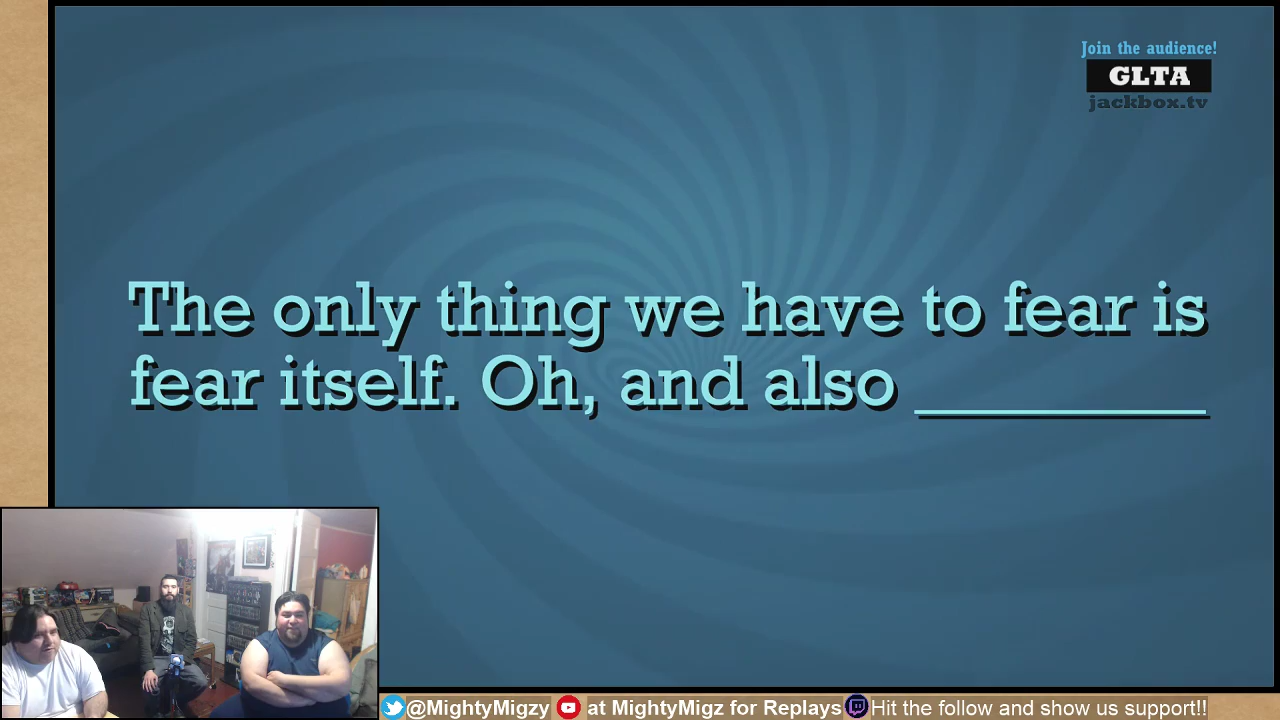 Join the audience!
GLTA
jackbox.tv
The only thing we have to fear is
fear itself. Oh, and also __________
@MightyMigzy at MightyMigz for Replays Hit the follow and show us support!!